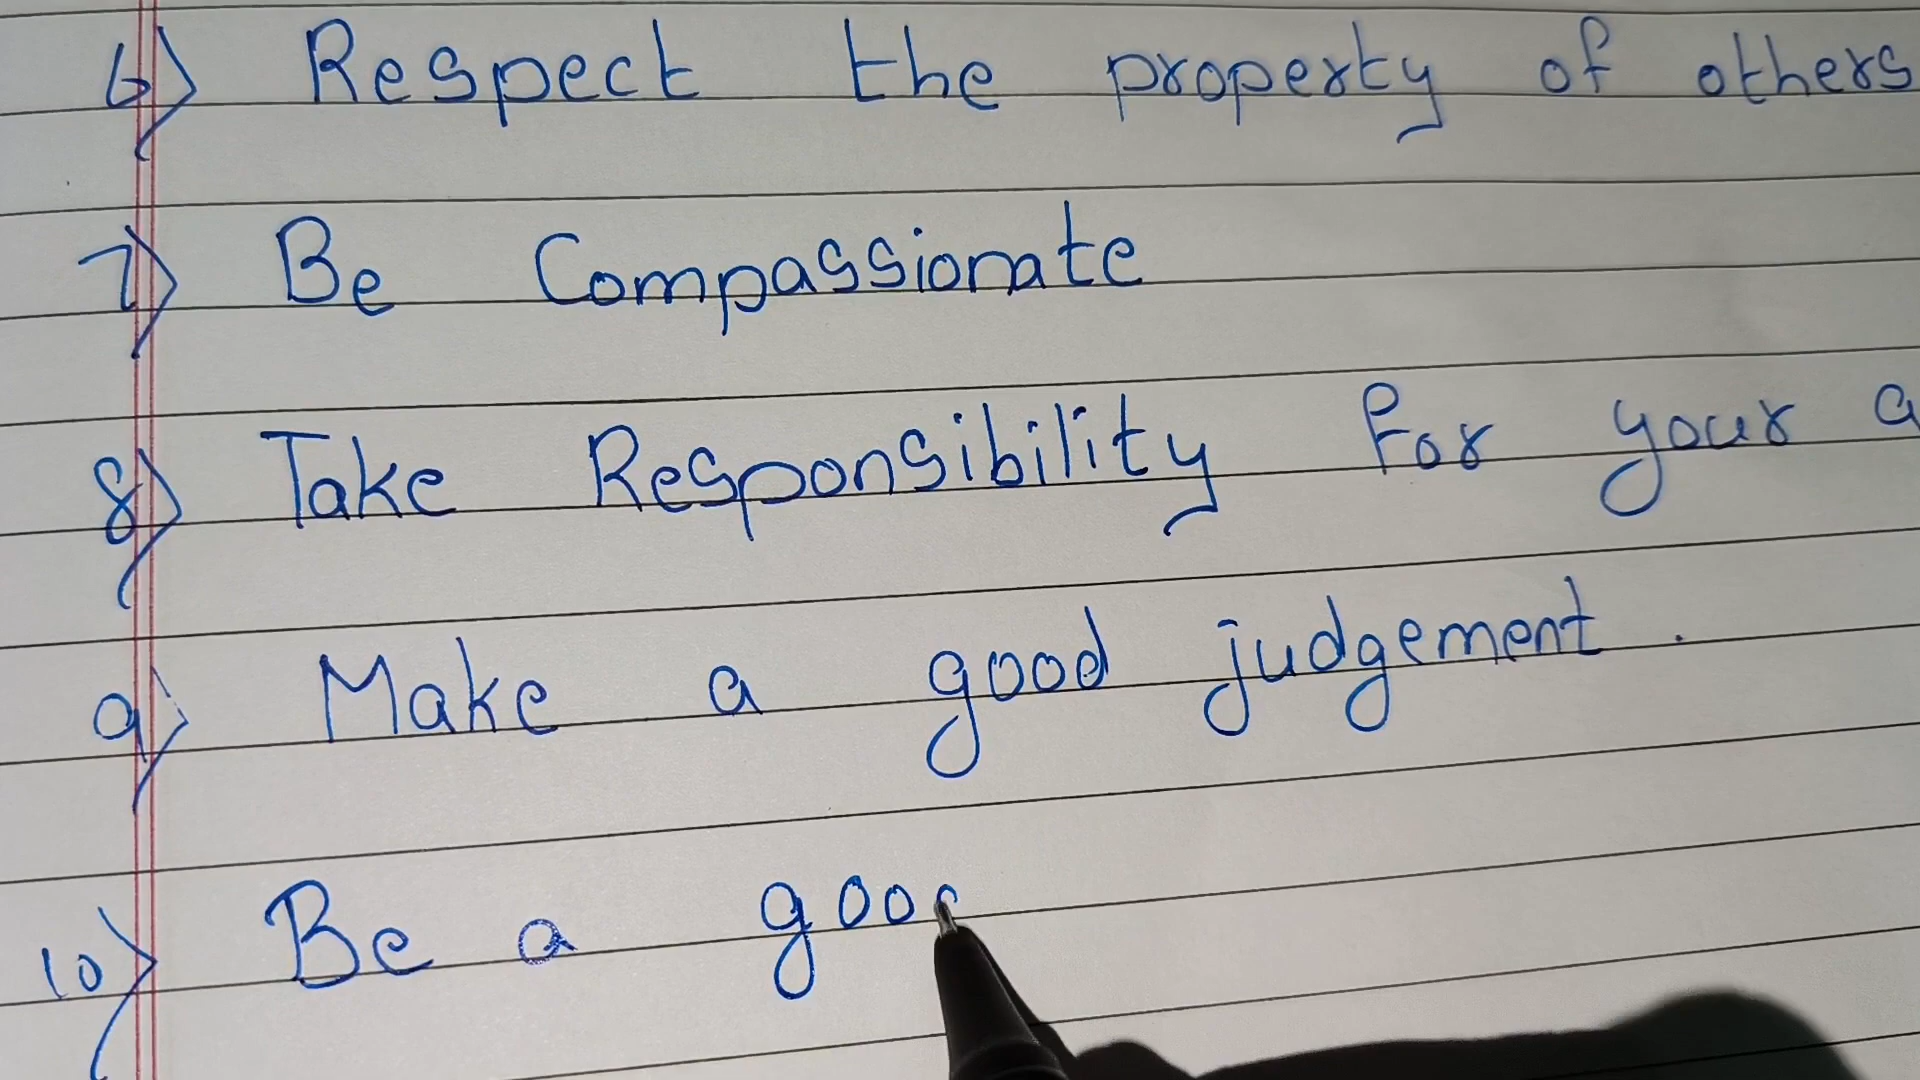 6) Respect the property of others
7) Be Compassionate
8) Take Responsibility for your a
9) Make a good judgement.
10) Be a goo